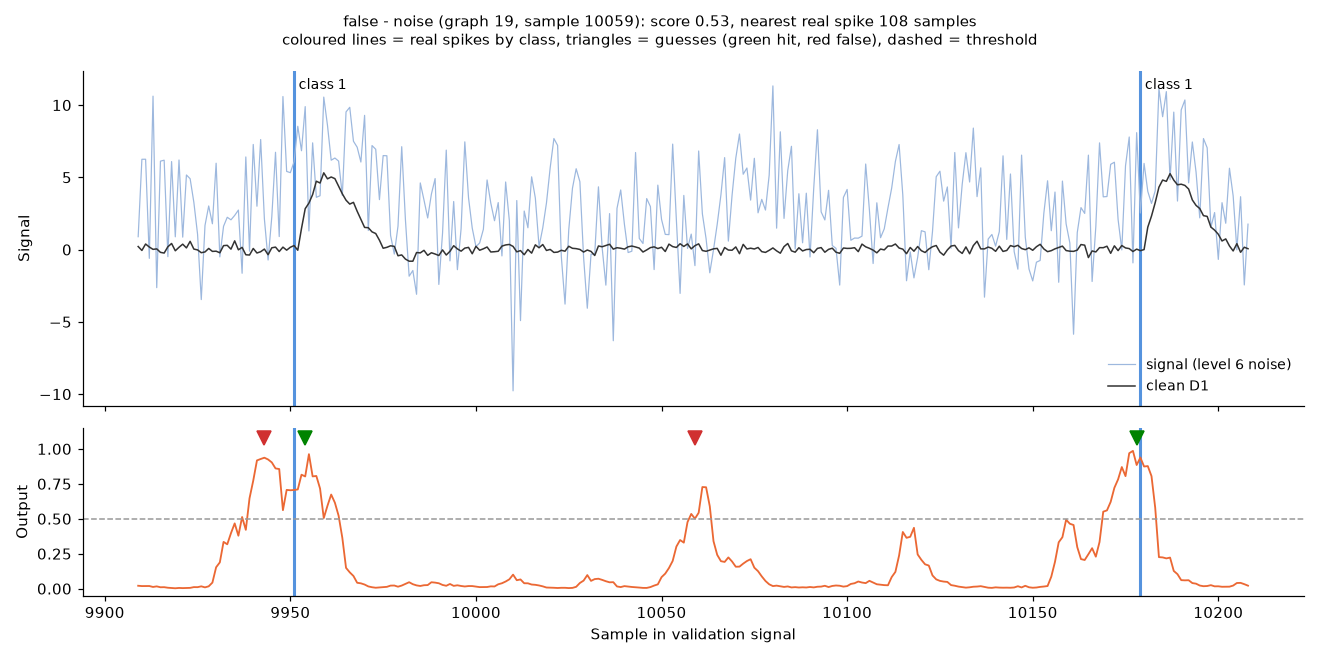 false - noise (graph 19, sample 10059): score 0.53, nearest real spike 108 samples
coloured lines = real spikes by class, triangles = guesses (green hit, red false), dashed = threshold
class 1
class 1
10
5
0
−5
−10
Signal
signal (level 6 noise)
clean D1
1.00
0.75
0.50
0.25
0.00
Output
9900
9950
10000
10050
10100
10150
10200
Sample in validation signal